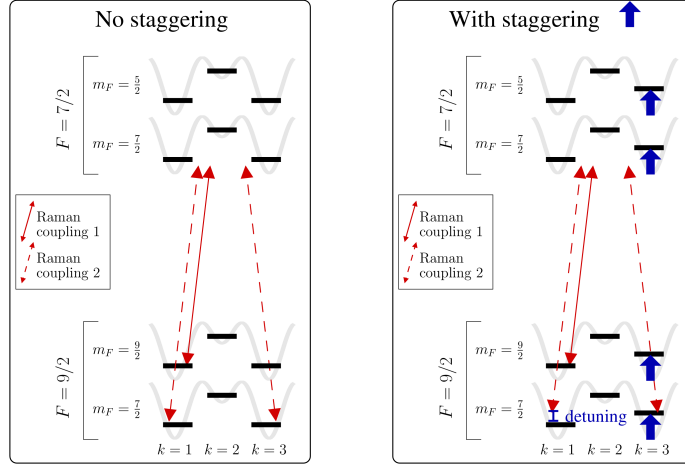 No staggering
F = 7/2
m_F = 5/2
m_F = 7/2
Raman
coupling 1
Raman
coupling 2
F = 9/2
m_F = 9/2
m_F = 7/2
k = 1 k = 2 k = 3
With staggering
F = 7/2
m_F = 5/2
m_F = 7/2
Raman
coupling 1
Raman
coupling 2
F = 9/2
m_F = 9/2
m_F = 7/2
detuning
k = 1 k = 2 k = 3